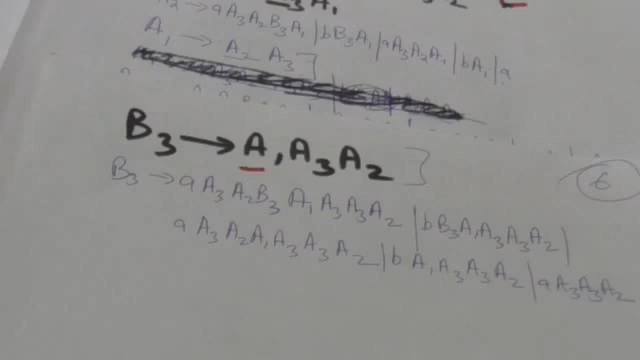 A₂ → aA₃A₂B₃A₁ | bB₃A₁ | aA₃A₂A₁ | bA₁ | a
A₁ → A₂ A₃ ]
B₃ → A₁A₃A₂ ]
6
B₃ → aA₃A₂B₃A₁A₃A₃A₂ | bB₃A₁A₃A₃A₂ |
aA₃A₂A₁A₃A₃A₂ | bA₁A₃A₃A₂ | aA₃A₃A₂